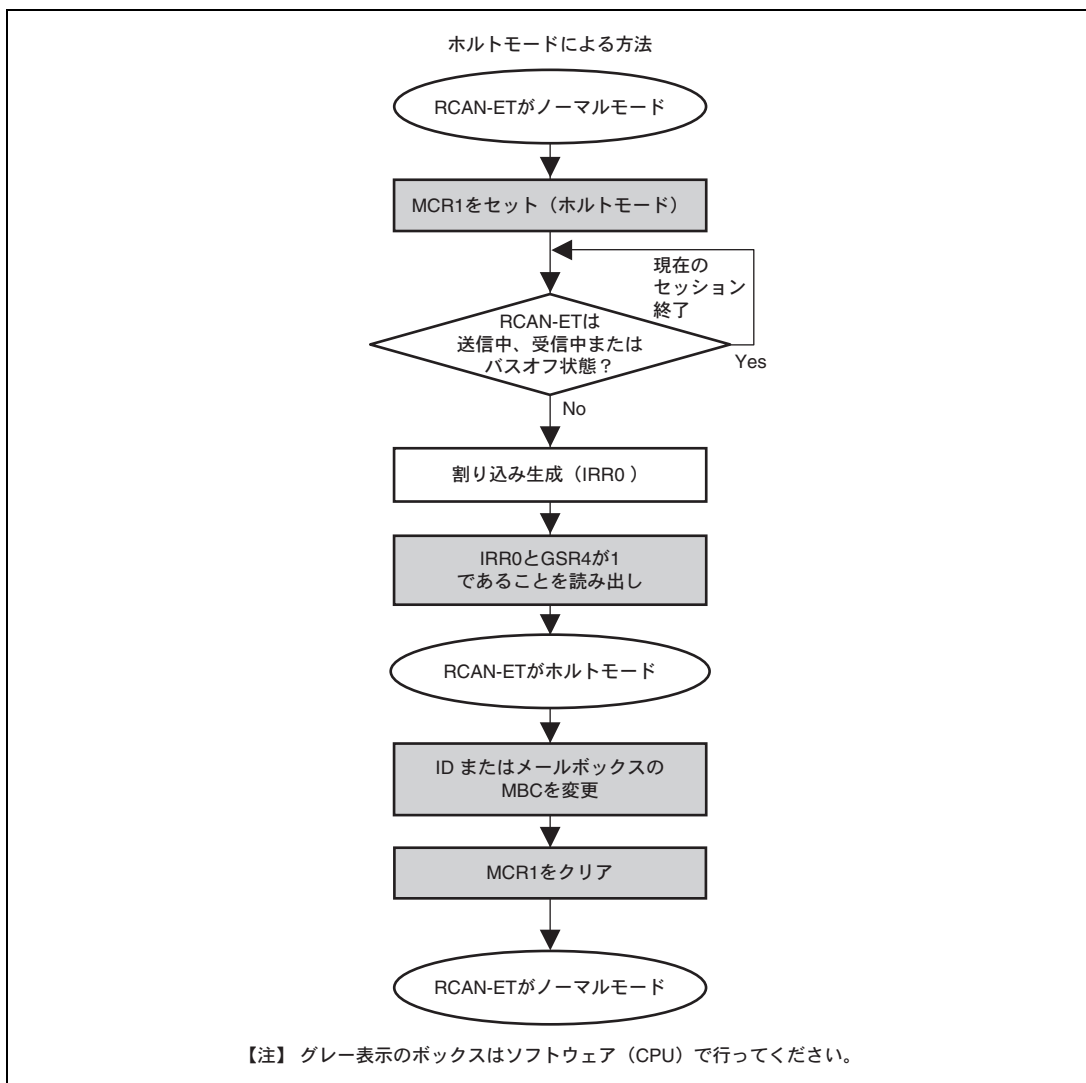 ホルトモードによる方法
RCAN-ETがノーマルモード
MCR1をセット（ホルトモード）
現在の
セッション
終了
RCAN-ETは
送信中、受信中または
バスオフ状態？
Yes
No
割り込み生成（IRR0 ）
IRR0とGSR4が1
であることを読み出し
RCAN-ETがホルトモード
ID またはメールボックスの
MBCを変更
MCR1をクリア
RCAN-ETがノーマルモード
【注】 グレー表示のボックスはソフトウェア（CPU）で行ってください。